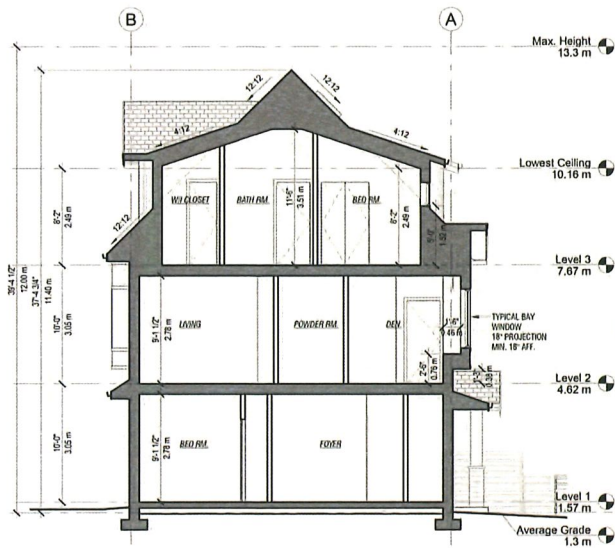 B
A
Max. Height
13.3 m
12:12
12:12
4:12
4:12
Lowest Ceiling
10.16 m
W/I CLOSET
BATH RM.
11'-6"
3.51 m
BED RM.
8'-2"
2.49 m
8'-2"
2.49 m
12:12
5'-0"
1.52 m
Level 3
7.67 m
39'-4 1/2"
12.00 m
37'-4 3/4"
11.40 m
10'-0"
3.05 m
9'-1 1/2"
2.78 m
LIVING
POWDER RM.
DEN
1'-6"
.46 m
2'-6"
0.76 m
TYPICAL BAY
WINDOW
18" PROJECTION
MIN. 18" AFF.
Level 2
4.62 m
10'-0"
3.05 m
9'-1 1/2"
2.78 m
BED RM.
FOYER
Level 1
1.57 m
Average Grade
1.3 m